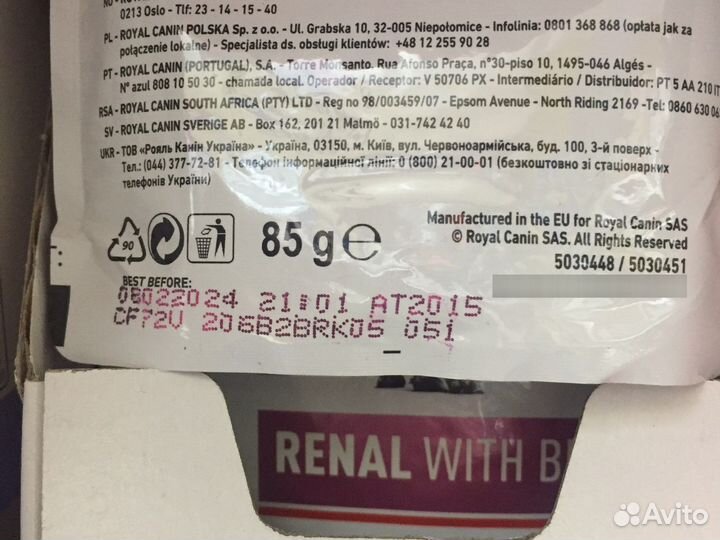 0213 Oslo - Tlf: 23 - 14 - 15 - 40
PL - ROYAL CANIN POLSKA Sp. z o.o. - Ul. Grabska 10, 32-005 Niepołomice - Infolinia: 0801 368 868 (opłata jak za
połączenie lokalne) - Specjalista ds. obsługi klientów: +48 12 255 90 28
PT - ROYAL CANIN (PORTUGAL), S.A. - Torre Monsanto, Rua Afonso Praça, n°30-piso 10, 1495-046 Algés -
N° azul 808 10 50 30 - chamada local. Operador / Receptor: V 50706 PX - Intermediário / Distribuidor: PT 5 AA 210 IT
RSA - ROYAL CANIN SOUTH AFRICA (PTY) LTD - Reg no 98/003459/07 - Epsom Avenue - North Riding 2169 -Tel: 0860 630 06
SV - ROYAL CANIN SVERIGE AB - Box 162, 201 21 Malmö - 031-742 42 40
UKR - ТОВ «Рояль Канін Україна» - Україна, 03150, м. Київ, вул. Червоноармійська, буд. 100, 3-й поверх -
Тел.: (044) 377-72-81 - Телефон інформаційної лінії: 0 (800) 21-00-01 (безкоштовно зі стаціонарних
телефонів України)
90
85 g ℮
Manufactured in the EU for Royal Canin SAS
© Royal Canin SAS. All Rights Reserved
5030448 / 5030451
BEST BEFORE:
08022024 21:01 AT2015
CF72V 206B2BRK05 051
RENAL WITH
Avito